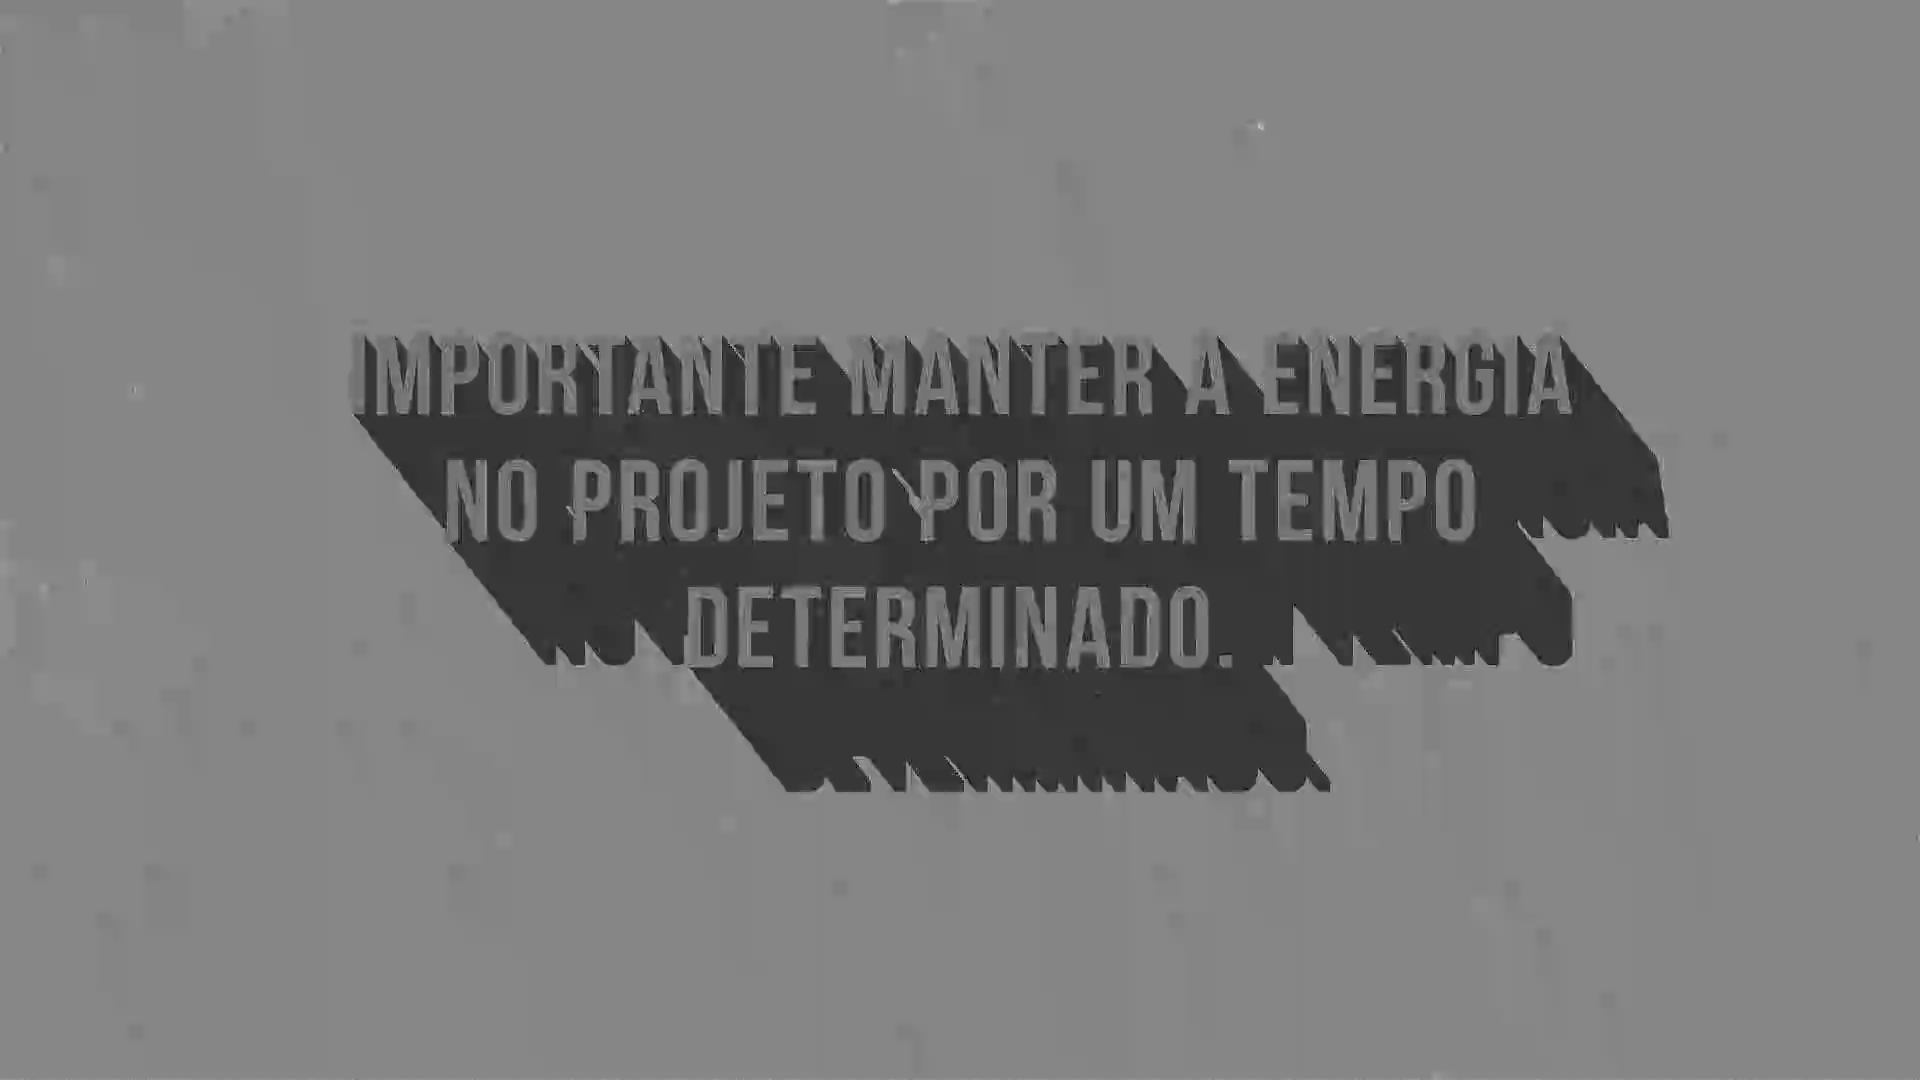 IMPORTANTE MANTER A ENERGIA
NO PROJETO POR UM TEMPO
DETERMINADO.